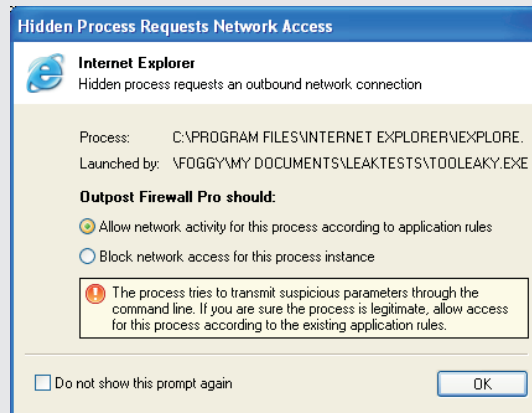 Hidden Process Requests Network Access
Internet Explorer
Hidden process requests an outbound network connection
Process: C:\PROGRAM FILES\INTERNET EXPLORER\IEXPLORE.
Launched by: \FOGGY\MY DOCUMENTS\LEAKTESTS\TOOLEAKY.EXE
Outpost Firewall Pro should:
Allow network activity for this process according to application rules
Block network access for this process instance
The process tries to transmit suspicious parameters through the
command line. If you are sure the process is legitimate, allow access
for this process according to the existing application rules.
Do not show this prompt again
OK